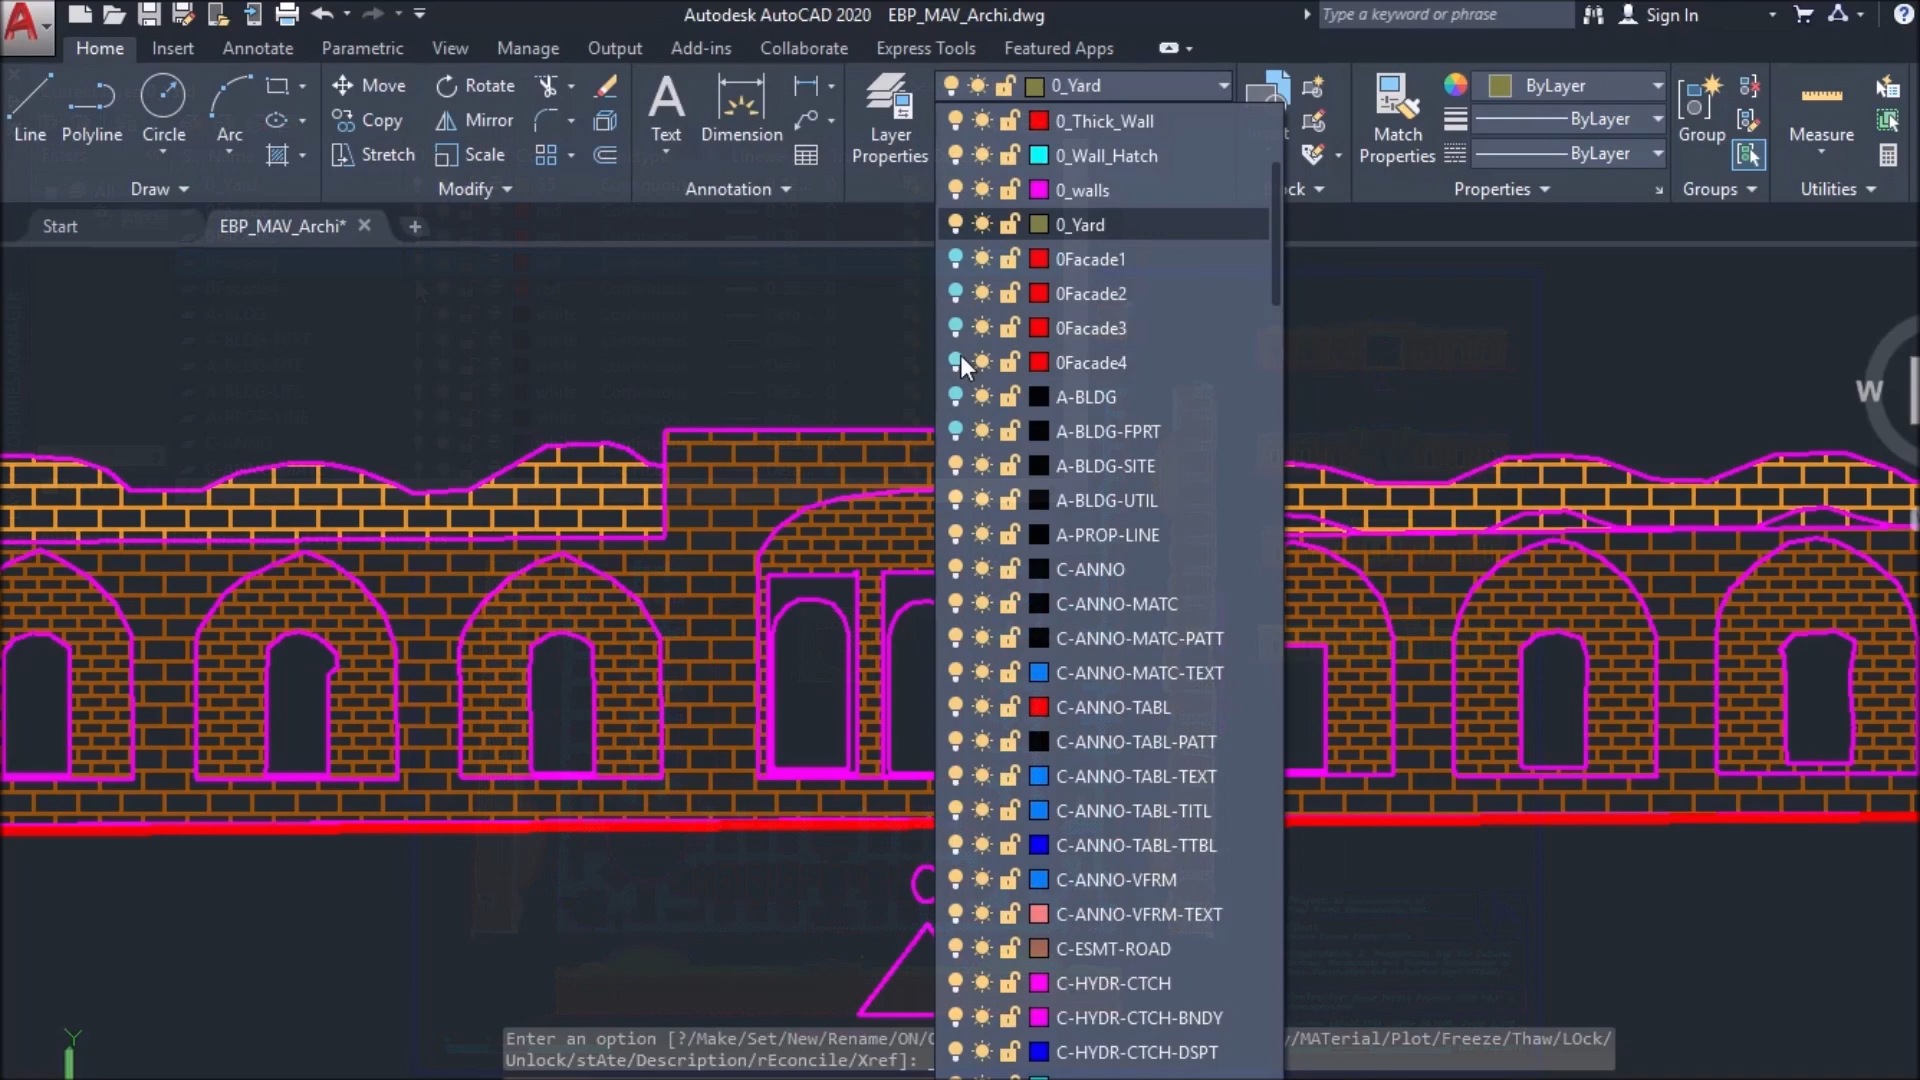 Autodesk AutoCAD 2020 EBP_MAV_Archi.dwg
Type a keyword or phrase
Sign In
Home Insert Annotate Parametric View Manage Output Add-ins Collaborate Express Tools Featured Apps
Line Polyline Circle Arc
Draw
Move Rotate
Copy Mirror
Stretch Scale
Modify
Text Dimension
Annotation
Layer
Properties
0_Yard
Match
Properties
ByLayer
ByLayer
ByLayer
Properties
Group
Groups
Measure
Utilities
Start EBP_MAV_Archi*
0_Thick_Wall
0_Wall_Hatch
0_walls
0_Yard
0Facade1
0Facade2
0Facade3
0Facade4
A-BLDG
A-BLDG-FPRT
A-BLDG-SITE
A-BLDG-UTIL
A-PROP-LINE
C-ANNO
C-ANNO-MATC
C-ANNO-MATC-PATT
C-ANNO-MATC-TEXT
C-ANNO-TABL
C-ANNO-TABL-PATT
C-ANNO-TABL-TEXT
C-ANNO-TABL-TITL
C-ANNO-TABL-TTBL
C-ANNO-VFRM
C-ANNO-VFRM-TEXT
C-ESMT-ROAD
C-HYDR-CTCH
C-HYDR-CTCH-BNDY
C-HYDR-CTCH-DSPT
W
Y
Enter an option [?/Make/Set/New/Rename/ON/ /MATerial/Plot/Freeze/Thaw/LOck/
Unlock/stAte/Description/rEconcile/Xref]: